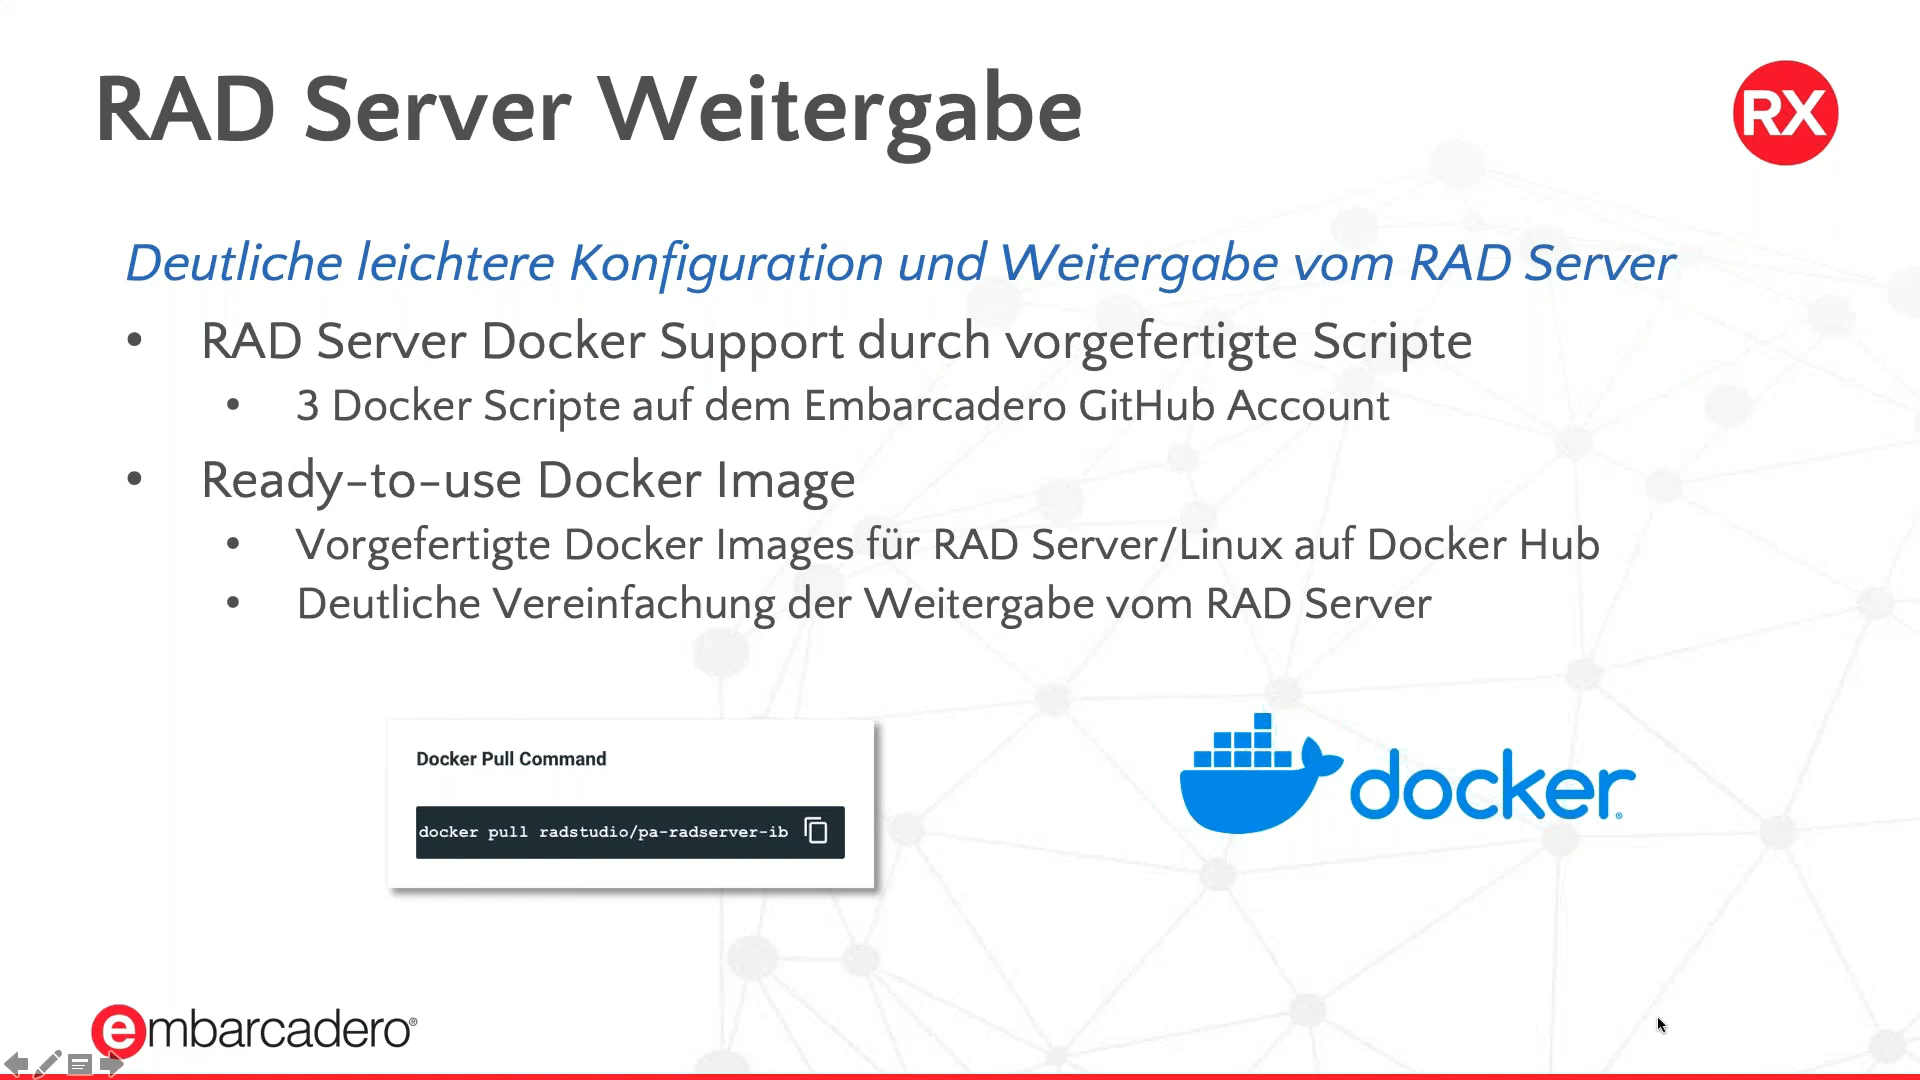 RAD Server Weitergabe
RX
Deutliche leichtere Konfiguration und Weitergabe vom RAD Server
• RAD Server Docker Support durch vorgefertigte Scripte
• 3 Docker Scripte auf dem Embarcadero GitHub Account
• Ready-to-use Docker Image
• Vorgefertigte Docker Images für RAD Server/Linux auf Docker Hub
• Deutliche Vereinfachung der Weitergabe vom RAD Server
Docker Pull Command
docker pull radstudio/pa-radserver-ib
docker®
embarcadero®